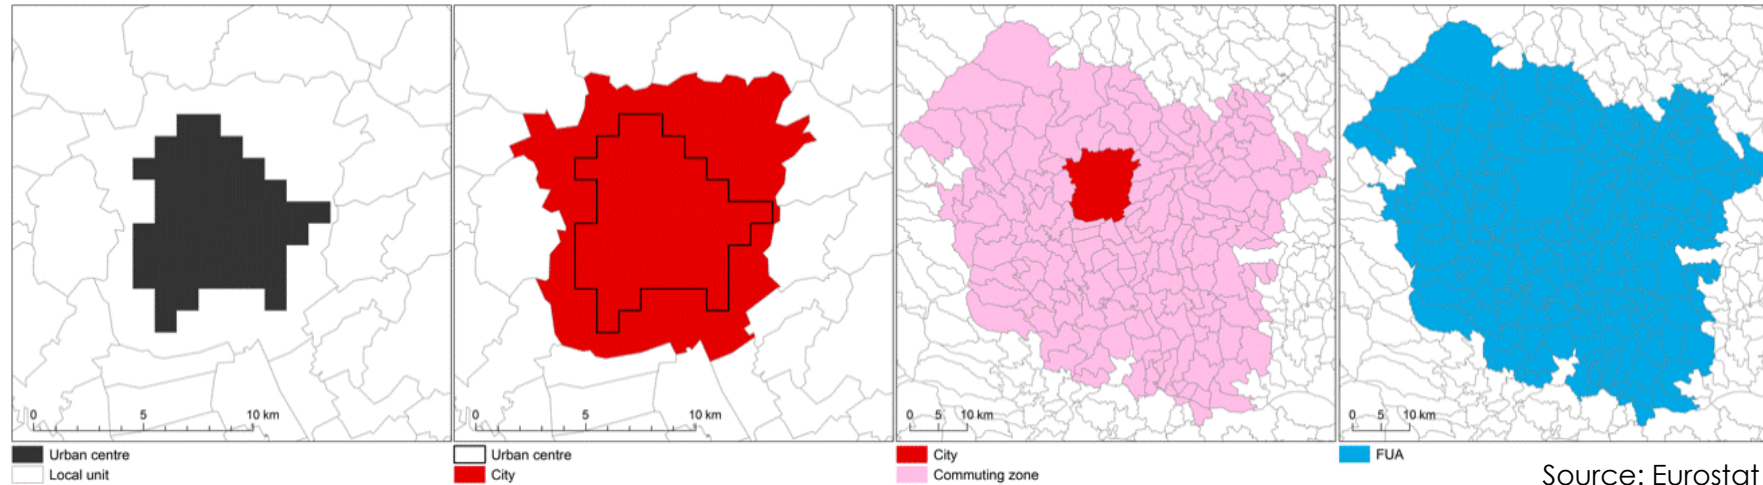 0 5 10 km
0 5 10 km
0 5 10 km
0 5 10 km
Urban centre
Local unit
Urban centre
City
City
Commuting zone
FUA
Source: Eurostat